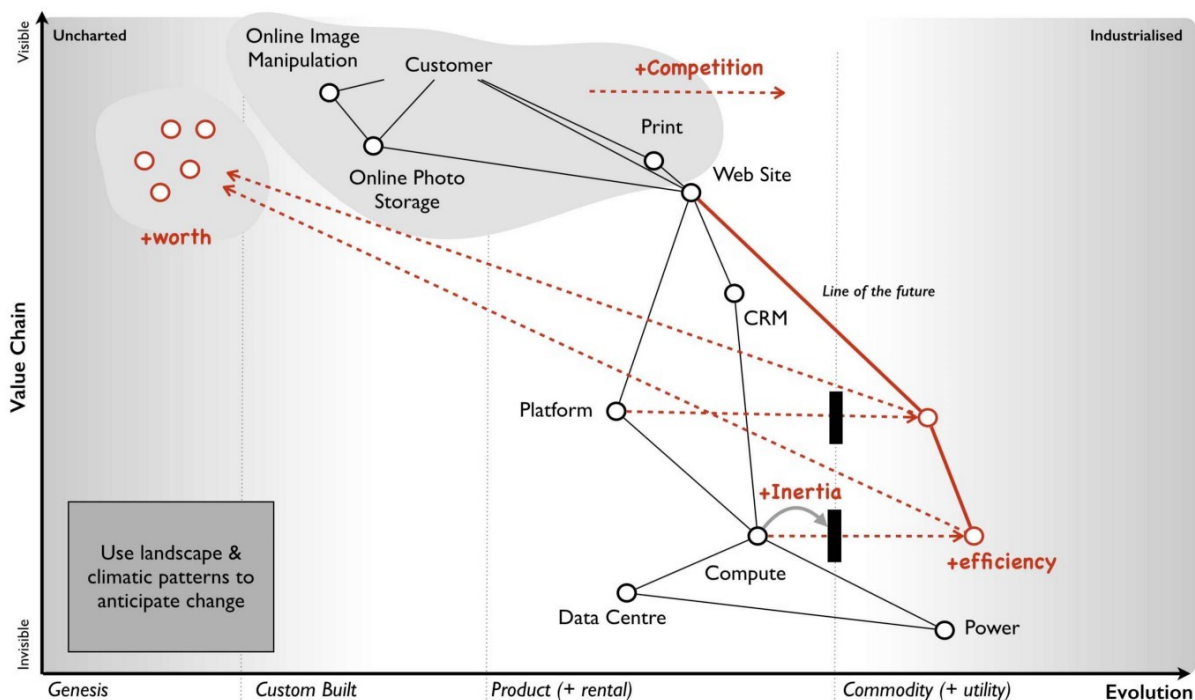 Visible
Uncharted
Industrialised
Online Image
Manipulation
Customer
+Competition
Print
Web Site
Online Photo
Storage
+worth
Line of the future
CRM
Value Chain
Platform
+Inertia
Use landscape &
climatic patterns to
anticipate change
Compute
+efficiency
Data Centre
Power
Invisible
Genesis
Custom Built
Product (+ rental)
Commodity (+ utility)
Evolution